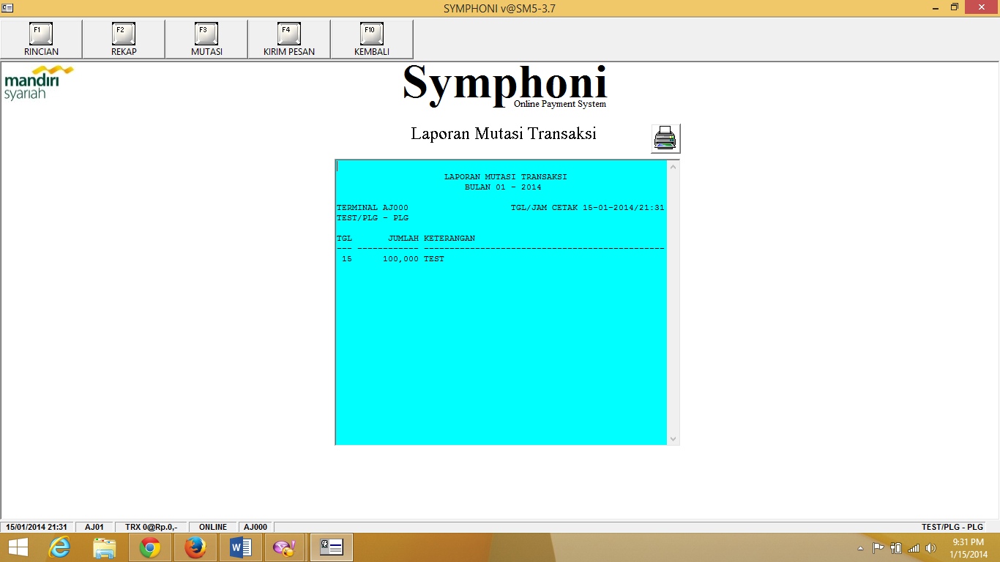 SYMPHONI v@SM5-3.7
F1 F2 F3 F4 F10
RINCIAN REKAP MUTASI KIRIM PESAN KEMBALI
mandiri
syariah
Symphoni
Online Payment System
Laporan Mutasi Transaksi
LAPORAN MUTASI TRANSAKSI
BULAN 01 - 2014
TERMINAL AJ000 TGL/JAM CETAK 15-01-2014/21:31
TEST/PLG - PLG
TGL JUMLAH KETERANGAN
--- ------------ -----------------------------------------------
15 100,000 TEST
15/01/2014 21:31 AJ01 TRX 0@Rp.0,- ONLINE AJ000 TEST/PLG - PLG
9:31 PM
1/15/2014